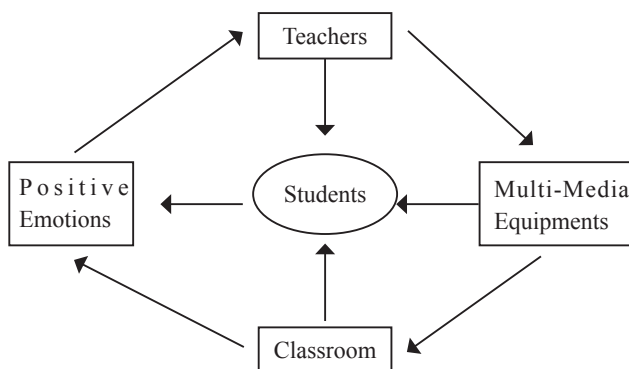 Teachers
Positive
Emotions
Students
Multi-Media
Equipments
Classroom